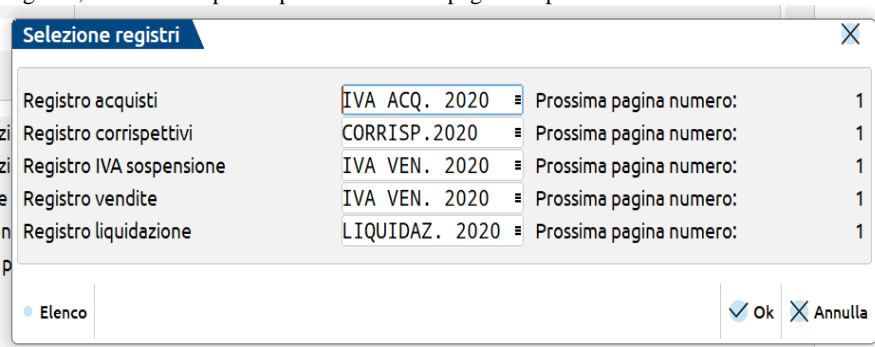 Selezione registri
Registro acquisti IVA ACQ. 2020 Prossima pagina numero: 1
Registro corrispettivi CORRISP.2020 Prossima pagina numero: 1
Registro IVA sospensione IVA VEN. 2020 Prossima pagina numero: 1
Registro vendite IVA VEN. 2020 Prossima pagina numero: 1
Registro liquidazione LIQUIDAZ. 2020 Prossima pagina numero: 1
Elenco Ok Annulla